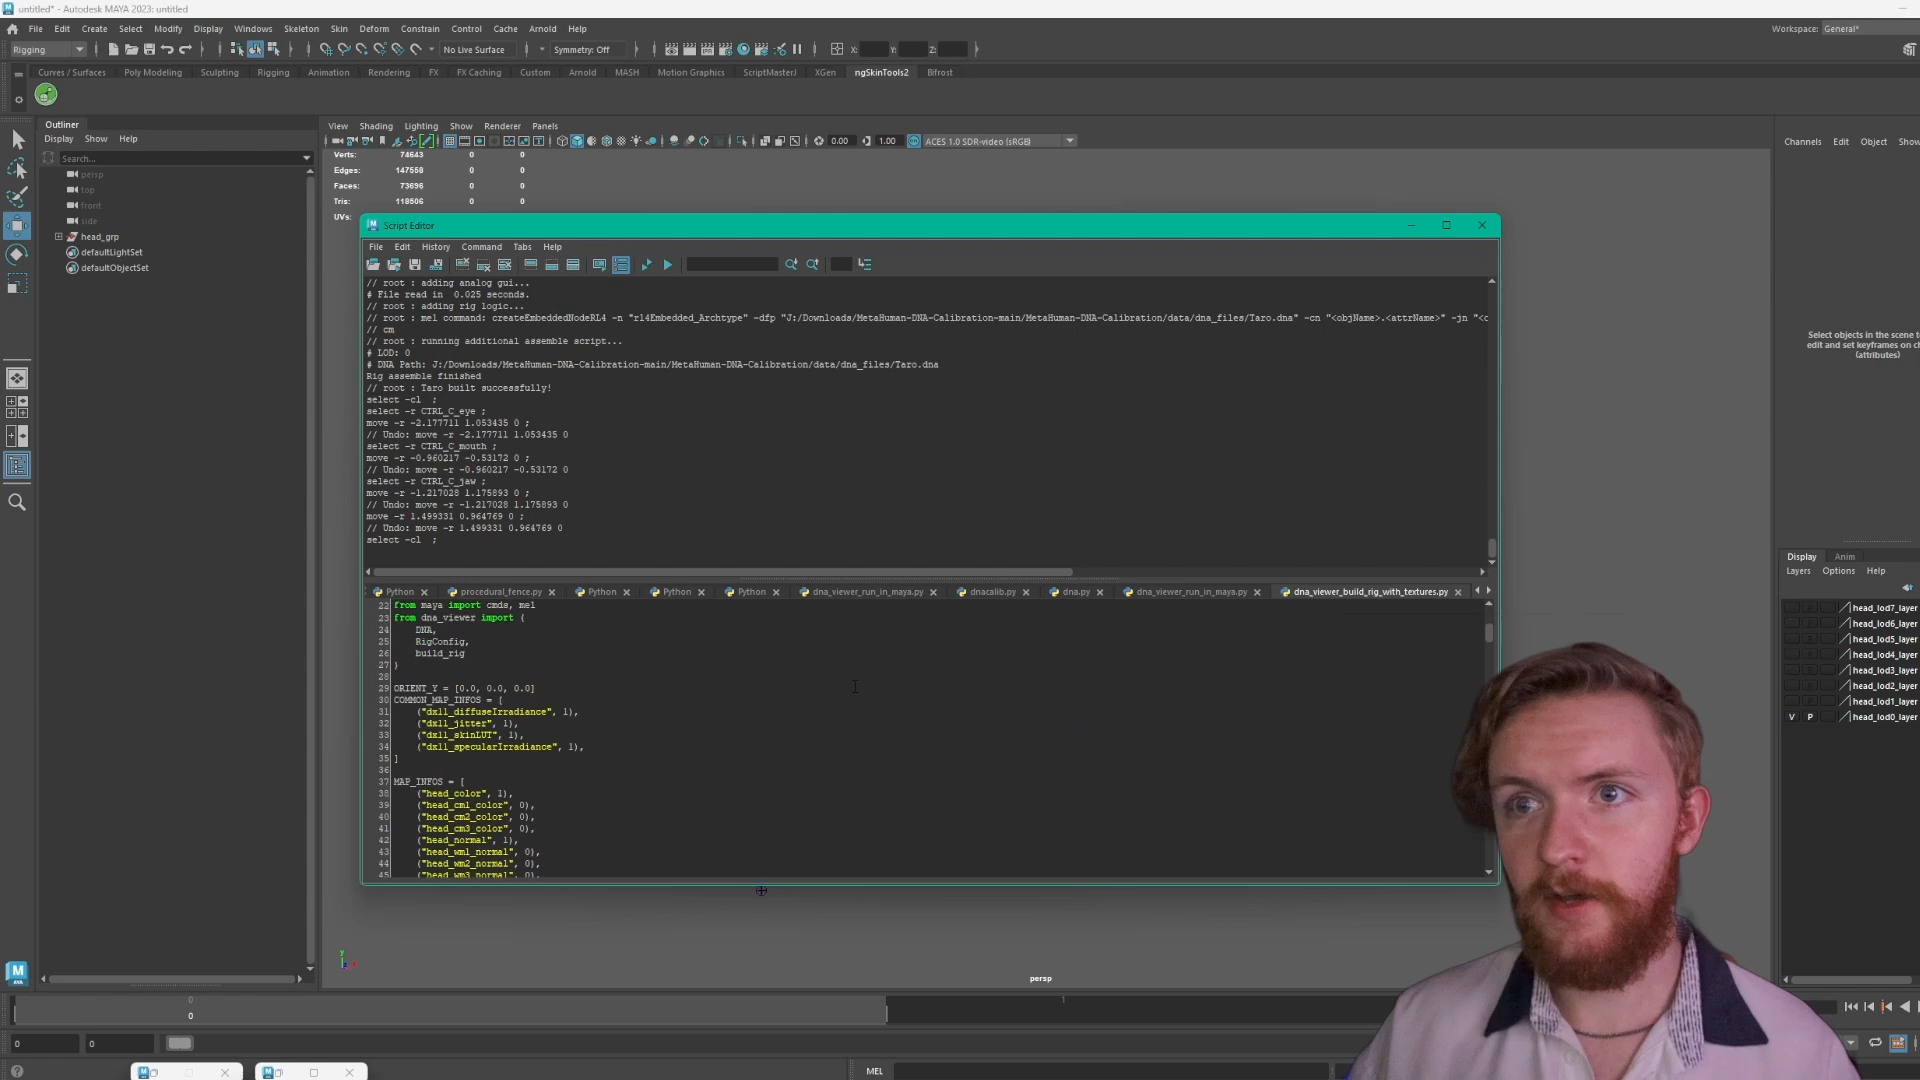 untitled* - Autodesk MAYA 2023: untitled
File Edit Create Select Modify Display Windows Skeleton Skin Deform Constrain Control Cache Arnold Help
Workspace: General*
Rigging
No Live Surface
Symmetry: Off
X: Y: Z:
Curves / Surfaces Poly Modeling Sculpting Rigging Animation Rendering FX FX Caching Custom Arnold MASH Motion Graphics ScriptMasterJ XGen ngSkinTools2 Bifrost
Outliner
Display Show Help
Search...
persp
top
front
side
head_grp
defaultLightSet
defaultObjectSet
View Shading Lighting Show Renderer Panels
0.00 1.00 ACES 1.0 SDR-video (sRGB)
Verts: 74643 0 0
Edges: 147558 0 0
Faces: 73696 0 0
Tris: 118506 0 0
UVs:
Script Editor
File Edit History Command Tabs Help
// root : adding analog gui...
# File read in  0.025 seconds.
// root : adding rig logic...
// root : mel command: createEmbeddedNodeRL4 -n "rl4Embedded_Archtype" -dfp "J:/Downloads/MetaHuman-DNA-Calibration-main/MetaHuman-DNA-Calibration/data/dna_files/Taro.dna" -cn "<objName>.<attrName>" -jn "<c
// cm
// root : running additional assemble script...
# LOD: 0
# DNA Path: J:/Downloads/MetaHuman-DNA-Calibration-main/MetaHuman-DNA-Calibration/data/dna_files/Taro.dna
Rig assemble finished
// root : Taro built successfully!
select -cl  ;
select -r CTRL_C_eye ;
move -r -2.177711 1.053435 0 ;
// Undo: move -r -2.177711 1.053435 0
select -r CTRL_C_mouth ;
move -r -0.960217 -0.53172 0 ;
// Undo: move -r -0.960217 -0.53172 0
select -r CTRL_C_jaw ;
move -r -1.217028 1.175893 0 ;
// Undo: move -r -1.217028 1.175893 0
move -r 1.499331 0.964769 0 ;
// Undo: move -r 1.499331 0.964769 0
select -cl  ;
Python procedural_fence.py Python Python Python dna_viewer_run_in_maya.py dnacalib.py dna.py dna_viewer_run_in_maya.py dna_viewer_build_rig_with_textures.py
22 from maya import cmds, mel
23 from dna_viewer import (
24 DNA,
25 RigConfig,
26 build_rig
27 )
28
29 ORIENT_Y = [0.0, 0.0, 0.0]
30 COMMON_MAP_INFOS = [
31 ("dx11_diffuseIrradiance", 1),
32 ("dx11_jitter", 1),
33 ("dx11_skinLUT", 1),
34 ("dx11_specularIrradiance", 1),
35 ]
36
37 MAP_INFOS = [
38 ("head_color", 1),
39 ("head_cm1_color", 0),
40 ("head_cm2_color", 0),
41 ("head_cm3_color", 0),
42 ("head_normal", 1),
43 ("head_wm1_normal", 0),
44 ("head_wm2_normal", 0),
45 ("head_wm3_normal", 0),
Channels Edit Object Show
Select objects in the scene to
edit and set keyframes on ch
(attributes)
Display Anim
Layers Options Help
head_lod7_layer
head_lod6_layer
head_lod5_layer
head_lod4_layer
head_lod3_layer
head_lod2_layer
head_lod1_layer
V P head_lod0_layer
y
persp
0 1
0
0 0
MEL